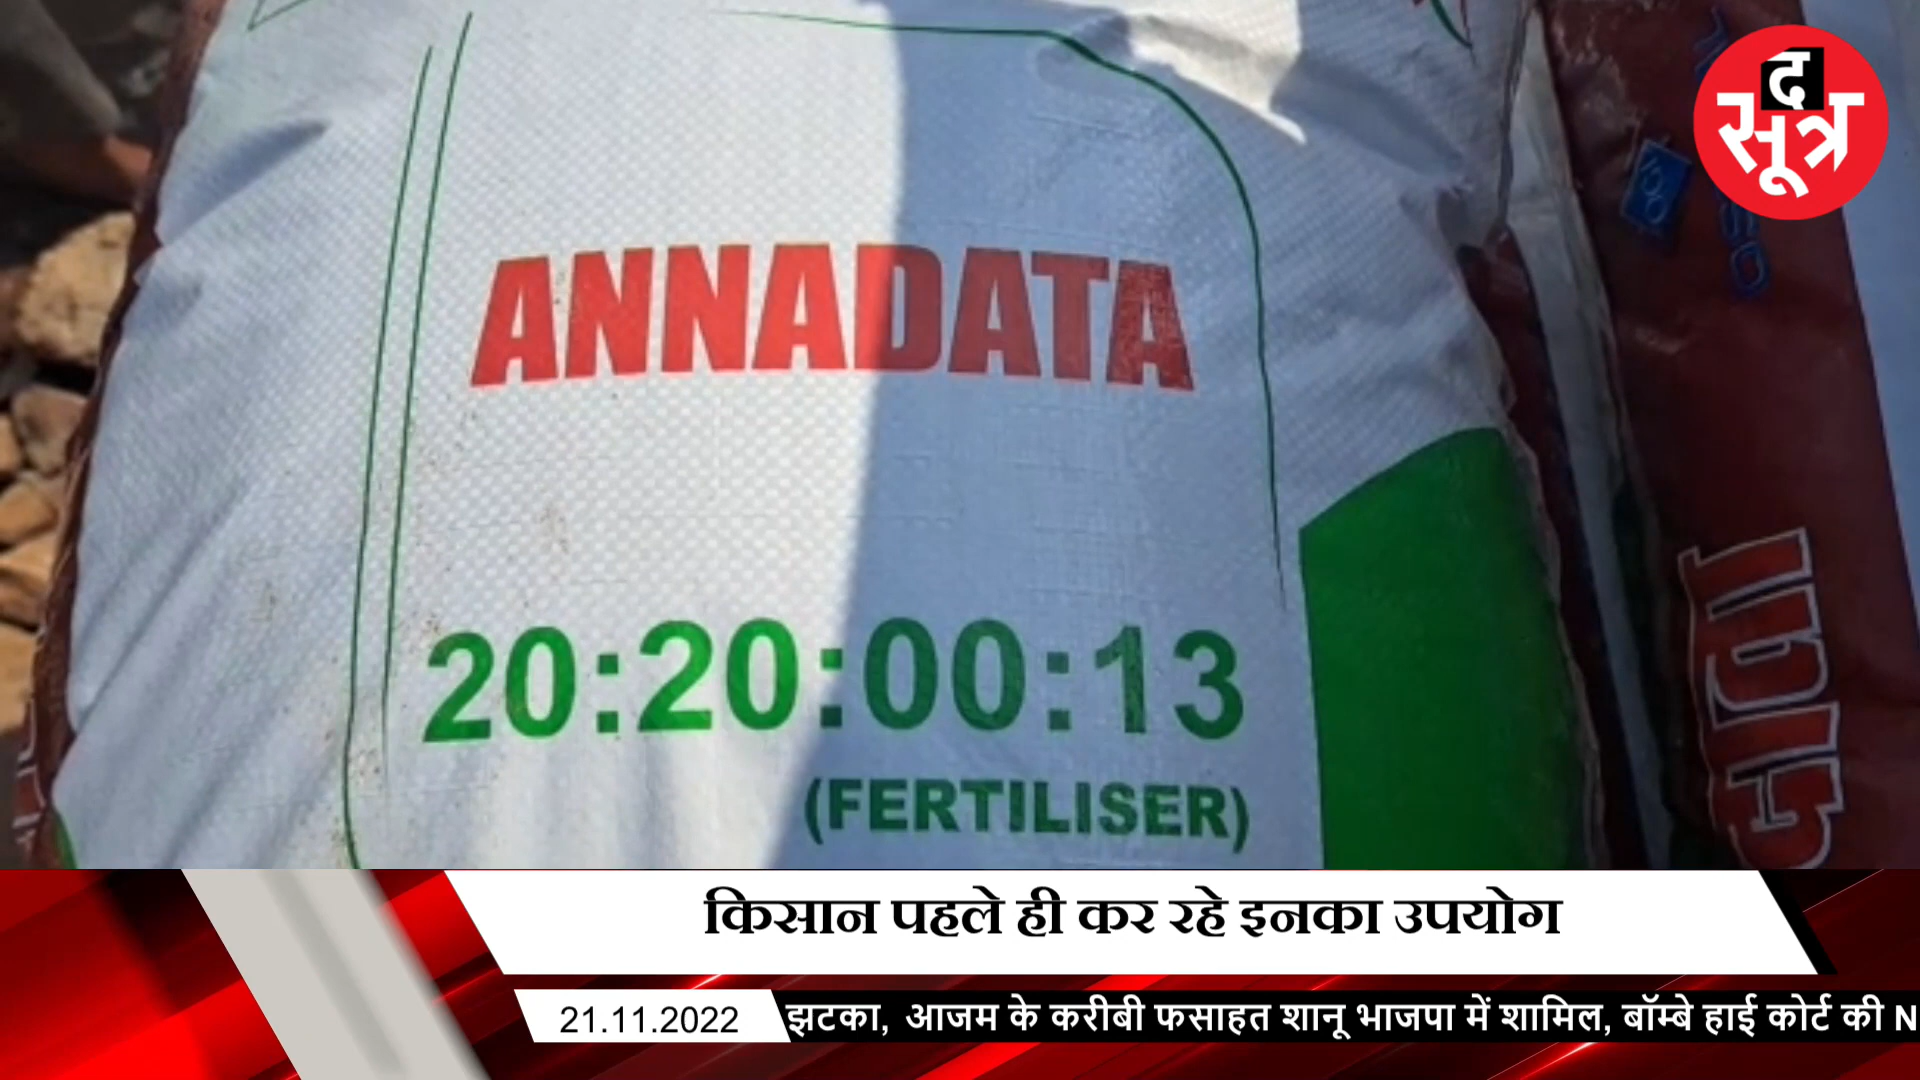 द
सूत्र
ANNADATA
20:20:00:13
(FERTILISER)
किसान पहले ही कर रहे इनका उपयोग
21.11.2022
झटका, आजम के करीबी फसाहत शानू भाजपा में शामिल, बॉम्बे हाई कोर्ट की N